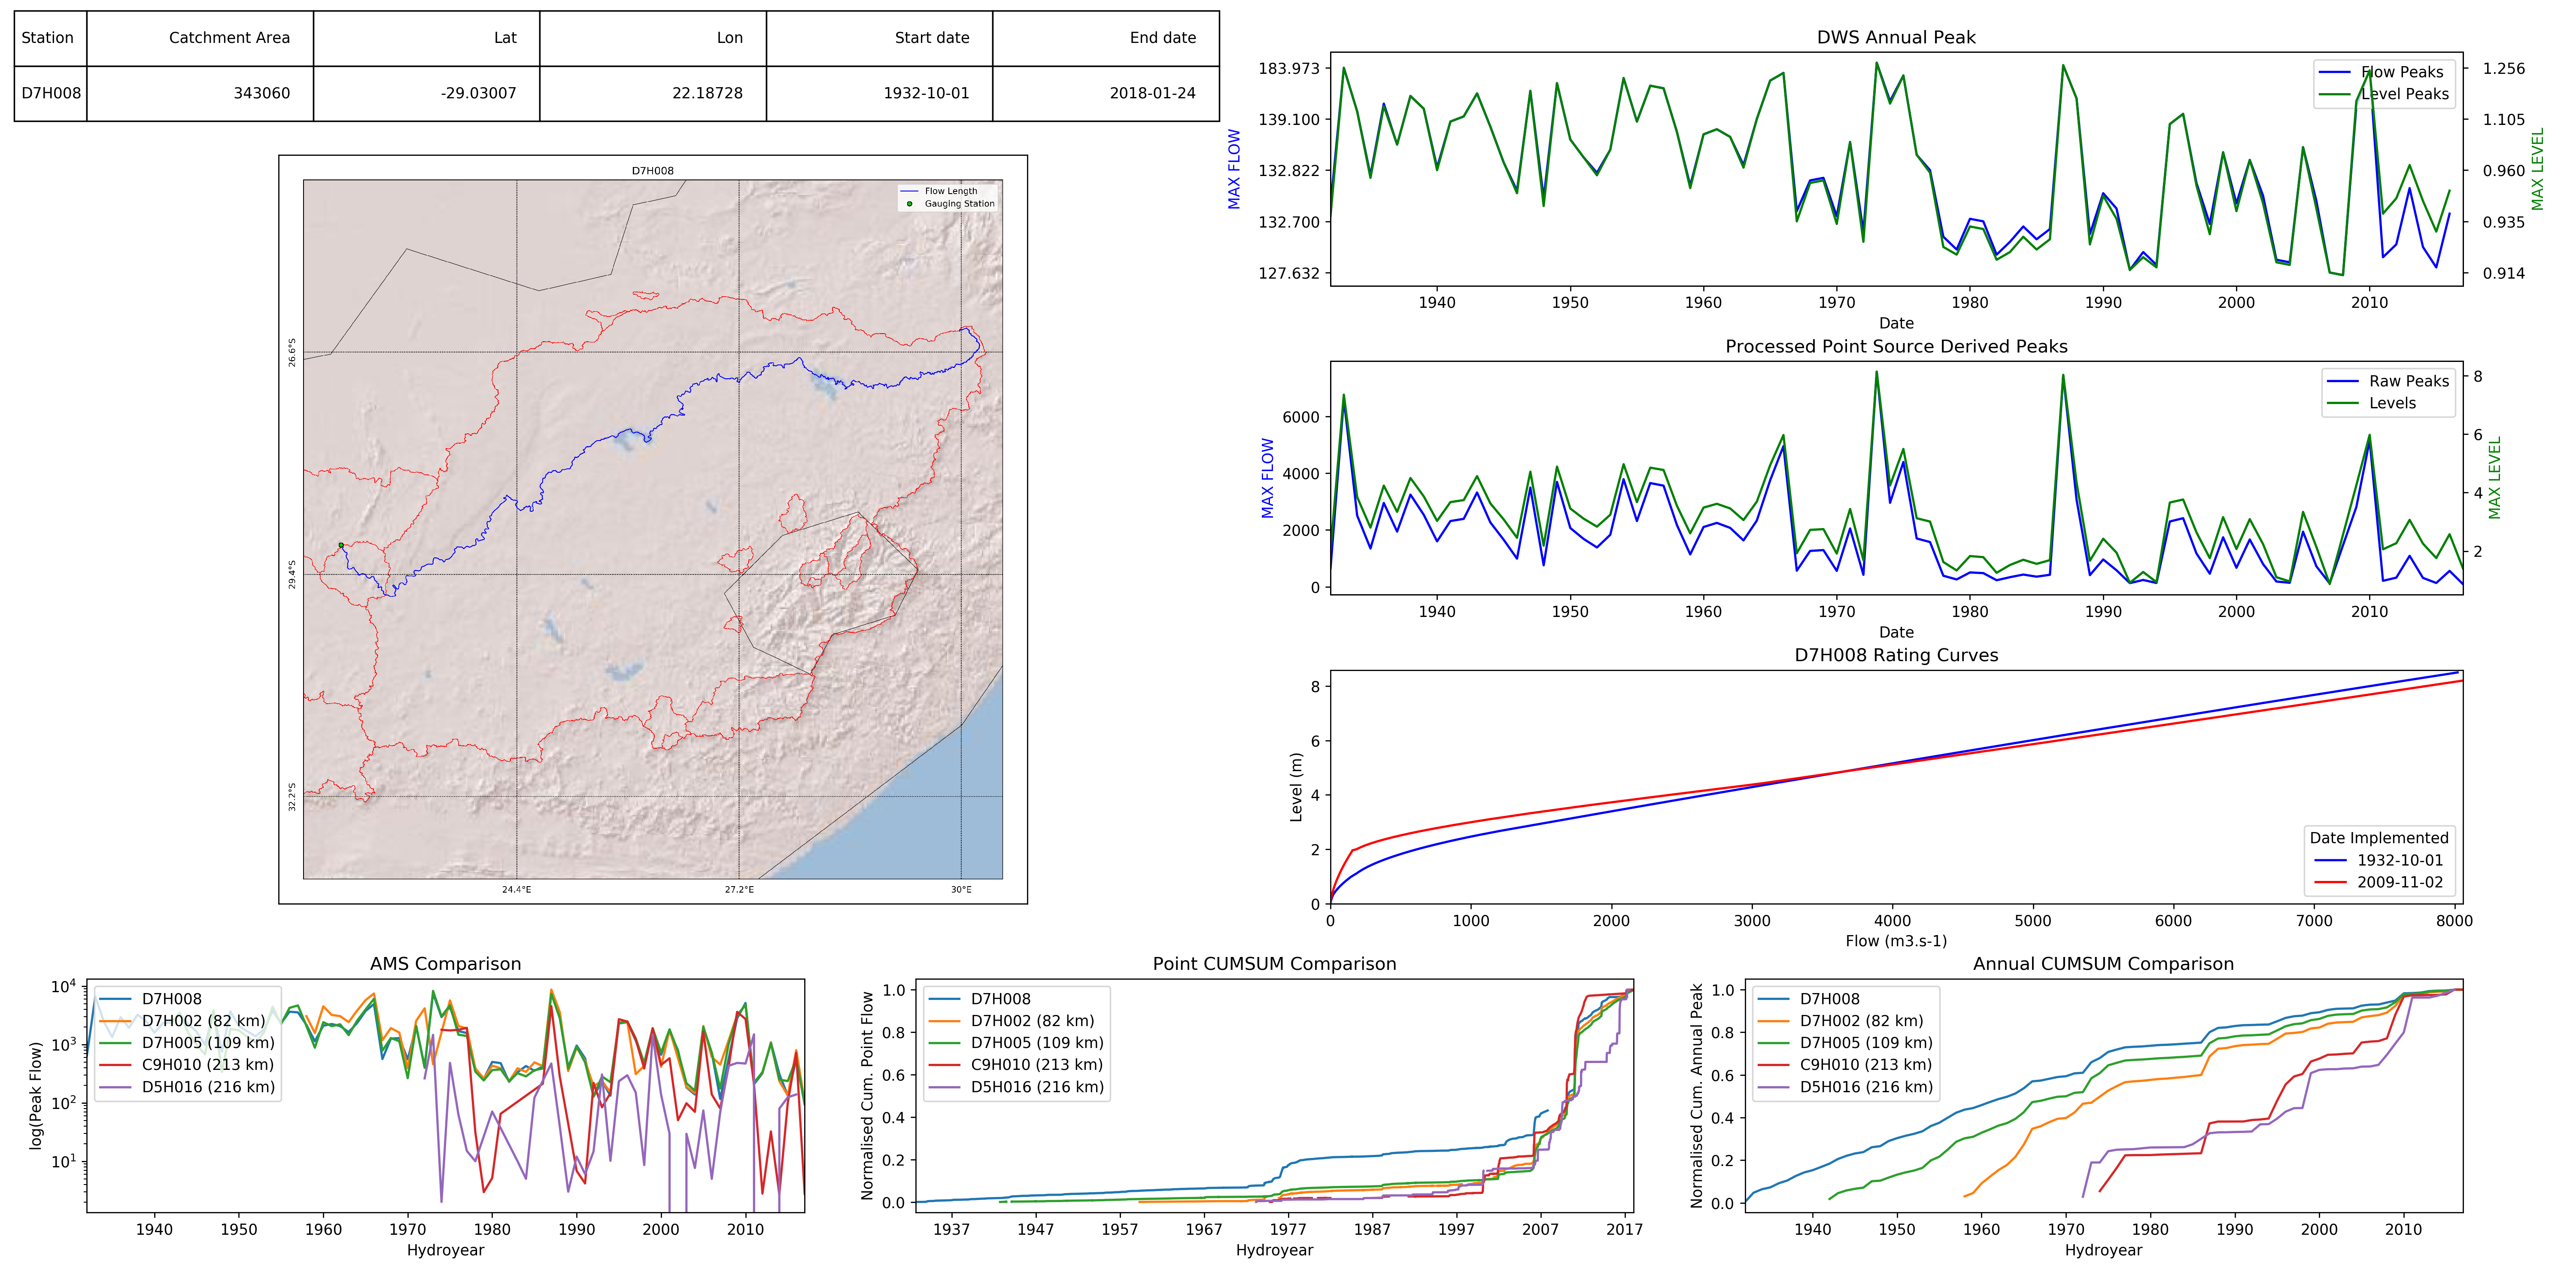 Station Catchment Area Lat Lon Start date End date
D7H008 343060 -29.03007 22.18728 1932-10-01 2018-01-24
D7H008
Flow Length
Gauging Station
26.6°S
29.4°S
32.2°S
24.4°E 27.2°E 30°E
DWS Annual Peak
Flow Peaks
Level Peaks
MAX FLOW
183.973
139.100
132.822
132.700
127.632
1.256
1.105
0.960
0.935
0.914
MAX LEVEL
1940 1950 1960 1970 1980 1990 2000 2010
Date
Processed Point Source Derived Peaks
Raw Peaks
Levels
MAX FLOW
6000
4000
2000
0
8
6
4
2
MAX LEVEL
1940 1950 1960 1970 1980 1990 2000 2010
Date
D7H008 Rating Curves
Level (m)
8
6
4
2
0
Date Implemented
1932-10-01
2009-11-02
0 1000 2000 3000 4000 5000 6000 7000 8000
Flow (m3.s-1)
AMS Comparison
log(Peak Flow)
10⁴
10³
10²
10¹
D7H008
D7H002 (82 km)
D7H005 (109 km)
C9H010 (213 km)
D5H016 (216 km)
1940 1950 1960 1970 1980 1990 2000 2010
Hydroyear
Point CUMSUM Comparison
Normalised Cum. Point Flow
1.0
0.8
0.6
0.4
0.2
0.0
D7H008
D7H002 (82 km)
D7H005 (109 km)
C9H010 (213 km)
D5H016 (216 km)
1937 1947 1957 1967 1977 1987 1997 2007 2017
Hydroyear
Annual CUMSUM Comparison
Normalised Cum. Annual Peak
1.0
0.8
0.6
0.4
0.2
0.0
D7H008
D7H002 (82 km)
D7H005 (109 km)
C9H010 (213 km)
D5H016 (216 km)
1940 1950 1960 1970 1980 1990 2000 2010
Hydroyear